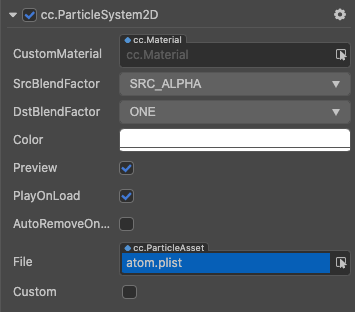 cc.ParticleSystem2D
cc.Material
CustomMaterial cc.Material
SrcBlendFactor SRC_ALPHA
DstBlendFactor ONE
Color
Preview
PlayOnLoad
AutoRemoveOn...
cc.ParticleAsset
File atom.plist
Custom